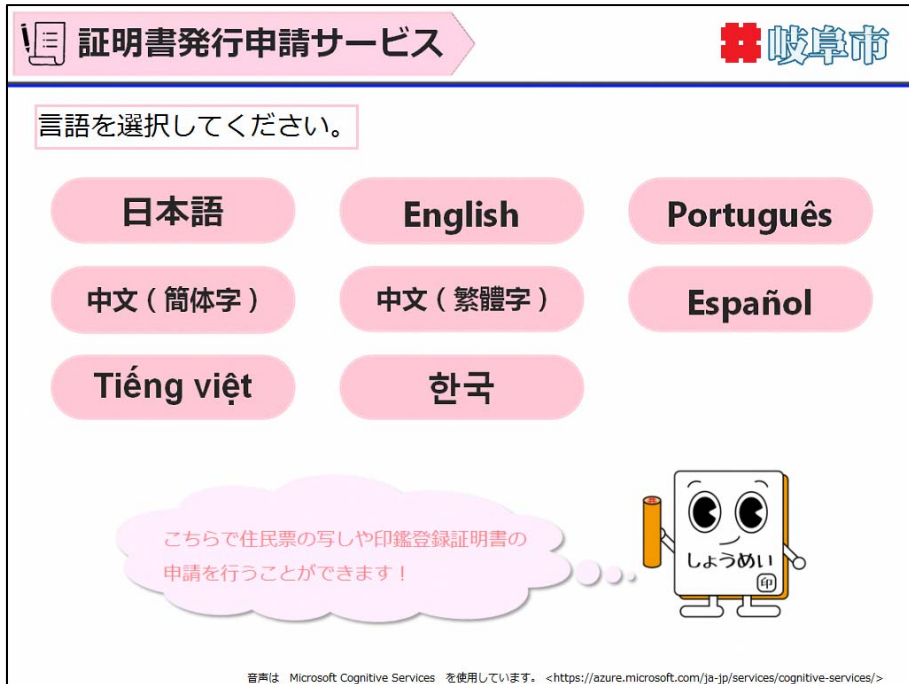 証明書発行申請サービス
岐阜市
言語を選択してください。
日本語
English
Português
中文（簡体字）
中文（繁體字）
Español
Tiếng việt
한국
こちらで住民票の写しや印鑑登録証明書の
申請を行うことができます！
しょうめい
印
音声は　Microsoft Cognitive Services　を使用しています。 <https://azure.microsoft.com/ja-jp/services/cognitive-services/>